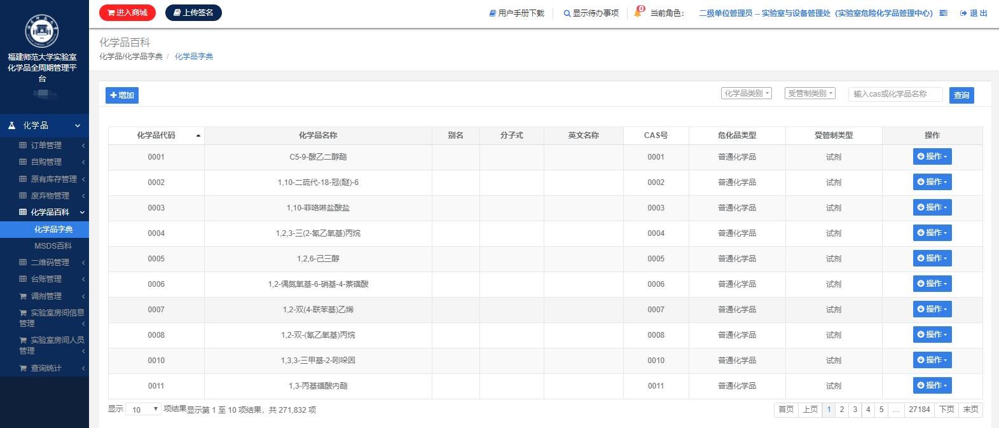 进入商城 上传签名 用户手册下载 显示待办事项 0 当前角色： 二级单位管理员 -- 实验室与设备管理处（实验室危险化学品管理中心） 退 出
福建师范大学实验室
化学品全周期管理平
台
化学品
订单管理
自购管理
原有库存管理
废弃物管理
化学品百科
化学品字典
MSDS百科
二维码管理
台账管理
调剂管理
实验室房间信息
管理
实验室房间人员
管理
查询统计
化学品百科
化学品/化学品字典 / 化学品字典
增加 化学品类别 受管制类别 输入cas或化学品名称 查询
化学品代码 化学品名称 别名 分子式 英文名称 CAS号 危化品类型 受管制类型 操作
0001 C5-9-酸乙二醇酯 0001 普通化学品 试剂 操作
0002 1,10-二硫代-18-冠(醚)-6 0002 普通化学品 试剂 操作
0003 1,10-菲咯啉盐酸盐 0003 普通化学品 试剂 操作
0004 1,2,3-三(2-氰乙氧基)丙烷 0004 普通化学品 试剂 操作
0005 1,2,6-己三醇 0005 普通化学品 试剂 操作
0006 1,2-偶氮氧基-6-硝基-4-萘磺酸 0006 普通化学品 试剂 操作
0007 1,2-双(4-联苯基)乙烯 0007 普通化学品 试剂 操作
0008 1,2-双-(氰乙氧基)丙烷 0008 普通化学品 试剂 操作
0010 1,3,3-三甲基-2-吲哚因 0010 普通化学品 试剂 操作
0011 1,3-丙基磺酸内酯 0011 普通化学品 试剂 操作
显示 10 项结果显示第 1 至 10 项结果，共 271,832 项 首页 上页 1 2 3 4 5 … 27184 下页 末页